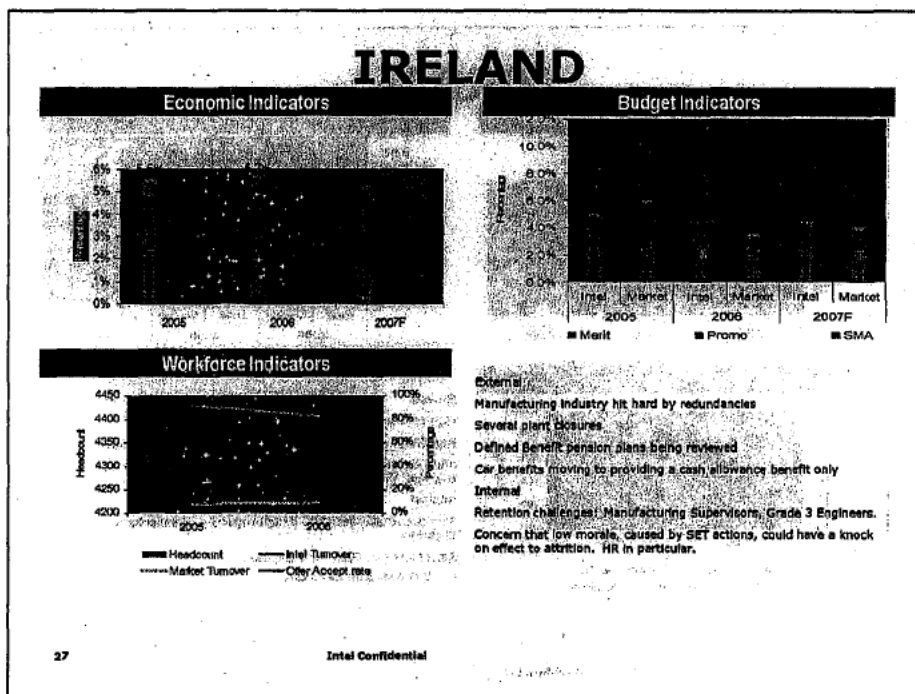 IRELAND
Economic Indicators
6%
5%
4%
3%
2%
1%
0%
Percentage
2005 2006 2007F
Budget Indicators
12.0%
10.0%
8.0%
6.0%
4.0%
2.0%
0.0%
Percentage
Intel Market Intel Market Intel Market
2005 2006 2007F
Merit Promo SMA
Workforce Indicators
4450
4400
4350
4300
4250
4200
Headcount
100%
80%
60%
40%
20%
0%
Percentage
2005 2006
Headcount Intel Turnover
Market Turnover Offer Accept rate
External
Manufacturing industry hit hard by redundancies
Several plant closures
Defined Benefit pension plans being reviewed
Car benefits moving to providing a cash allowance benefit only
Internal
Retention challenges: Manufacturing Supervisors, Grade 3 Engineers.
Concern that low morale, caused by SET actions, could have a knock
on effect to attrition. HR in particular.
27
Intel Confidential